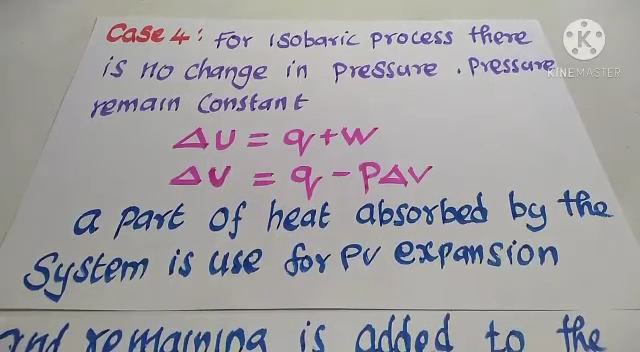 Case 4: For isobaric process there
is no change in pressure. Pressure
remain constant
ΔU = q+w
ΔU = q - PΔV
a part of heat absorbed by the
system is use for PV expansion
and remaining is added to the
K
KINEMASTER